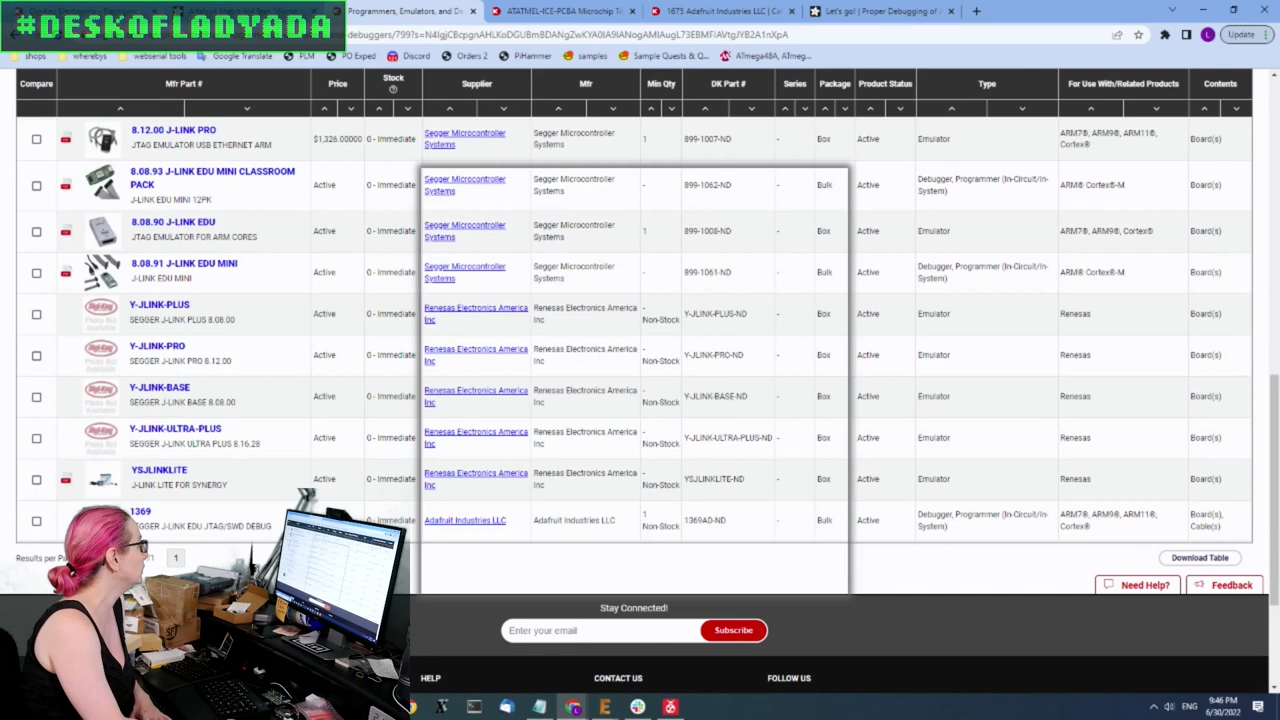 #DESKOFLADYADA
Programmers, Emulators, and De
ATATMEL-ICE-PCBA Microchip Te
1675 Adafruit Industries LLC | Co
Let's go! | Proper Debugging of
Update
shops
wherebys
webserial tools
Google Translate
PLM
PO Exped
Discord
Orders 2
PiHammer
samples
Sample Quests & Q...
ATmega48A, ATmeg...
Compare
Mfr Part #
Price
Stock
Supplier
Mfr
Min Qty
DK Part #
Series
Package
Product Status
Type
For Use With/Related Products
Contents
8.12.00 J-LINK PRO
JTAG EMULATOR USB ETHERNET ARM
$1,326.00000
0 - Immediate
Segger Microcontroller
Systems
Segger Microcontroller
Systems
1
899-1007-ND
-
Box
Active
Emulator
ARM7®, ARM9®, ARM11®,
Cortex®
Board(s)
8.08.93 J-LINK EDU MINI CLASSROOM
PACK
J-LINK EDU MINI 12PK
Active
0 - Immediate
Segger Microcontroller
Systems
Segger Microcontroller
Systems
-
899-1062-ND
-
Bulk
Active
Debugger, Programmer (In-Circuit/In-
System)
ARM® Cortex®-M
Board(s)
8.08.90 J-LINK EDU
JTAG EMULATOR FOR ARM CORES
Active
0 - Immediate
Segger Microcontroller
Systems
Segger Microcontroller
Systems
1
899-1008-ND
-
Box
Active
Emulator
ARM7®, ARM9®, Cortex®
Board(s)
8.08.91 J-LINK EDU MINI
J-LINK EDU MINI
Active
0 - Immediate
Segger Microcontroller
Systems
Segger Microcontroller
Systems
-
899-1061-ND
-
Bulk
Active
Debugger, Programmer (In-Circuit/In-
System)
ARM® Cortex®-M
Board(s)
Y-JLINK-PLUS
SEGGER J-LINK PLUS 8.08.00
Active
0 - Immediate
Renesas Electronics America
Inc
Renesas Electronics America
Inc
-
Non-Stock
Y-JLINK-PLUS-ND
-
Box
Active
Emulator
Renesas
Board(s)
Y-JLINK-PRO
SEGGER J-LINK PRO 8.12.00
Active
0 - Immediate
Renesas Electronics America
Inc
Renesas Electronics America
Inc
-
Non-Stock
Y-JLINK-PRO-ND
-
Box
Active
Emulator
Renesas
Board(s)
Y-JLINK-BASE
SEGGER J-LINK BASE 8.08.00
Active
0 - Immediate
Renesas Electronics America
Inc
Renesas Electronics America
Inc
-
Non-Stock
Y-JLINK-BASE-ND
-
Box
Active
Emulator
Renesas
Board(s)
Y-JLINK-ULTRA-PLUS
SEGGER J-LINK ULTRA PLUS 8.16.28
Active
0 - Immediate
Renesas Electronics America
Inc
Renesas Electronics America
Inc
-
Non-Stock
Y-JLINK-ULTRA-PLUS-ND
-
Box
Active
Emulator
Renesas
Board(s)
YSJLINKLITE
J-LINK LITE FOR SYNERGY
Active
0 - Immediate
Renesas Electronics America
Inc
Renesas Electronics America
Inc
-
Non-Stock
YSJLINKLITE-ND
-
Box
Active
Emulator
Renesas
Board(s)
1369
EGGER J-LINK EDU JTAG/SWD DEBUG
Active
0 - Immediate
Adafruit Industries LLC
Adafruit Industries LLC
1
Non-Stock
1369AD-ND
-
Bulk
Active
Debugger, Programmer (In-Circuit/In-
System)
ARM7®, ARM9®, ARM11®,
Cortex®
Board(s),
Cable(s)
Results per Pa
/1
1
Download Table
Need Help?
Feedback
Stay Connected!
Enter your email
Subscribe
HELP
CONTACT US
FOLLOW US
ENG
9:46 PM
6/30/2022